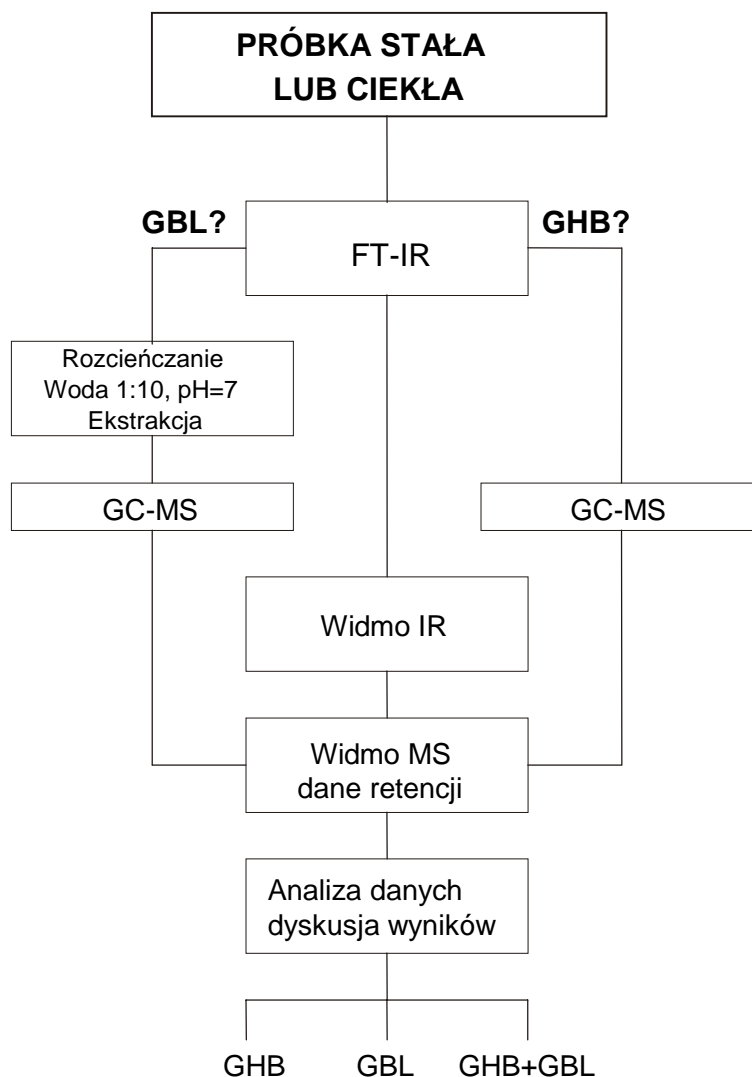 PRÓBKA STAŁA
LUB CIEKŁA
GBL?
GHB?
FT-IR
Rozcieńczanie
Woda 1:10, pH=7
Ekstrakcja
GC-MS
GC-MS
Widmo IR
Widmo MS
dane retencji
Analiza danych
dyskusja wyników
GHB
GBL
GHB+GBL